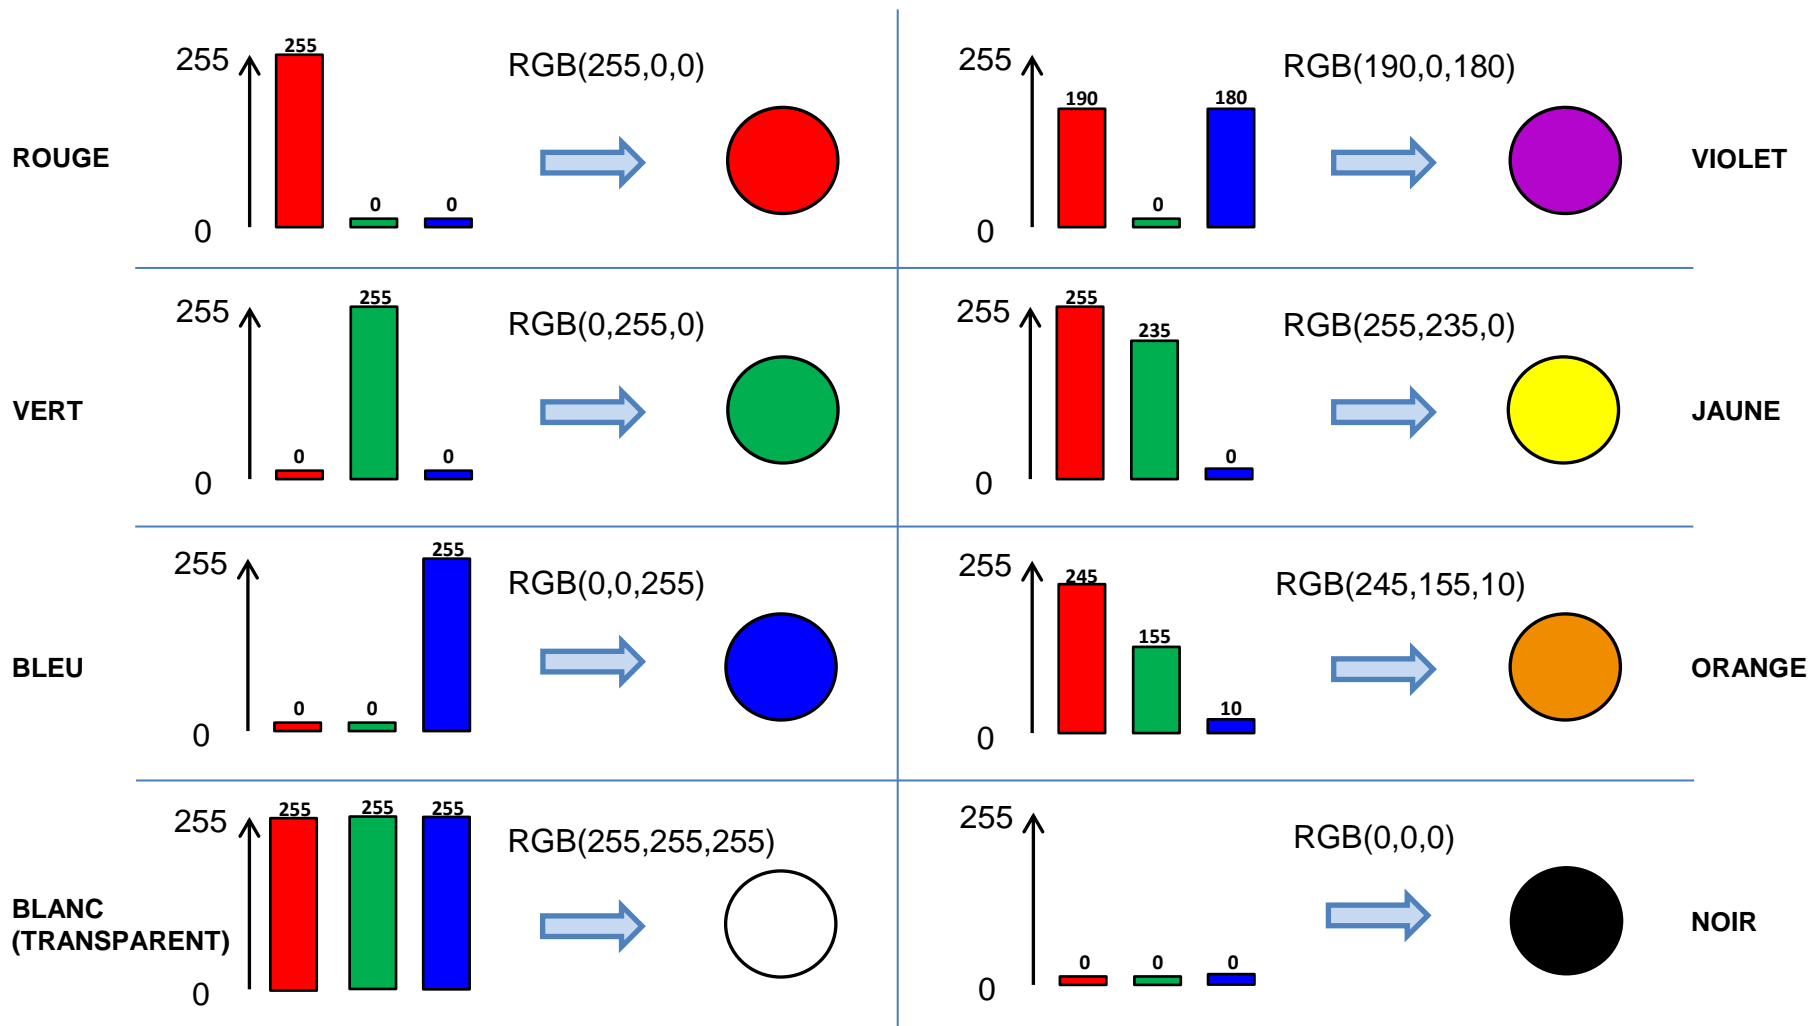 255
255
RGB(255,0,0)
ROUGE
0
0
0
255
190
0
180
RGB(190,0,180)
VIOLET
0
255
255
RGB(0,255,0)
VERT
0
0
0
255
255
235
RGB(255,235,0)
JAUNE
0
0
255
255
RGB(0,0,255)
BLEU
0
0
0
255
245
155
10
RGB(245,155,10)
ORANGE
0
255
255
255
255
RGB(255,255,255)
BLANC
(TRANSPARENT)
0
255
RGB(0,0,0)
NOIR
0
0
0
0